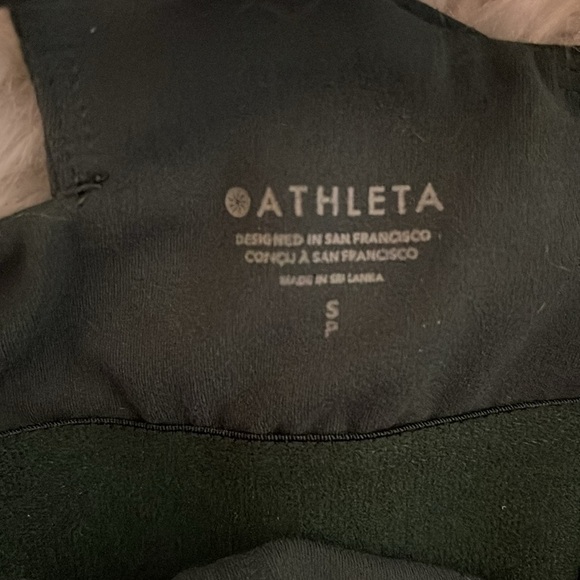 ATHLETA
DESIGNED IN SAN FRANCISCO
CONÇU À SAN FRANCISCO
MADE IN SRI LANKA
S
P